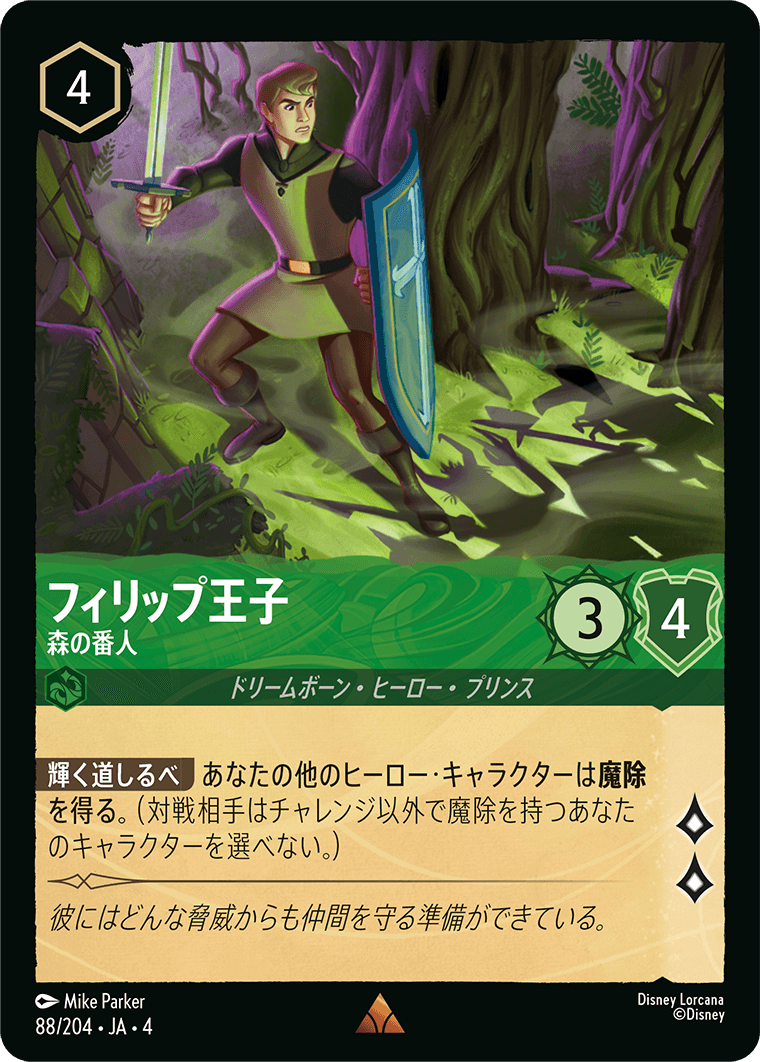 4
フィリップ王子
森の番人
3
4
ドリームボーン・ヒーロー・プリンス
輝く道しるべ あなたの他のヒーロー・キャラクターは魔除
を得る。(対戦相手はチャレンジ以外で魔除を持つあなた
のキャラクターを選べない。)
彼にはどんな脅威からも仲間を守る準備ができている。
Mike Parker
88/204・JA・4
Disney Lorcana
©Disney